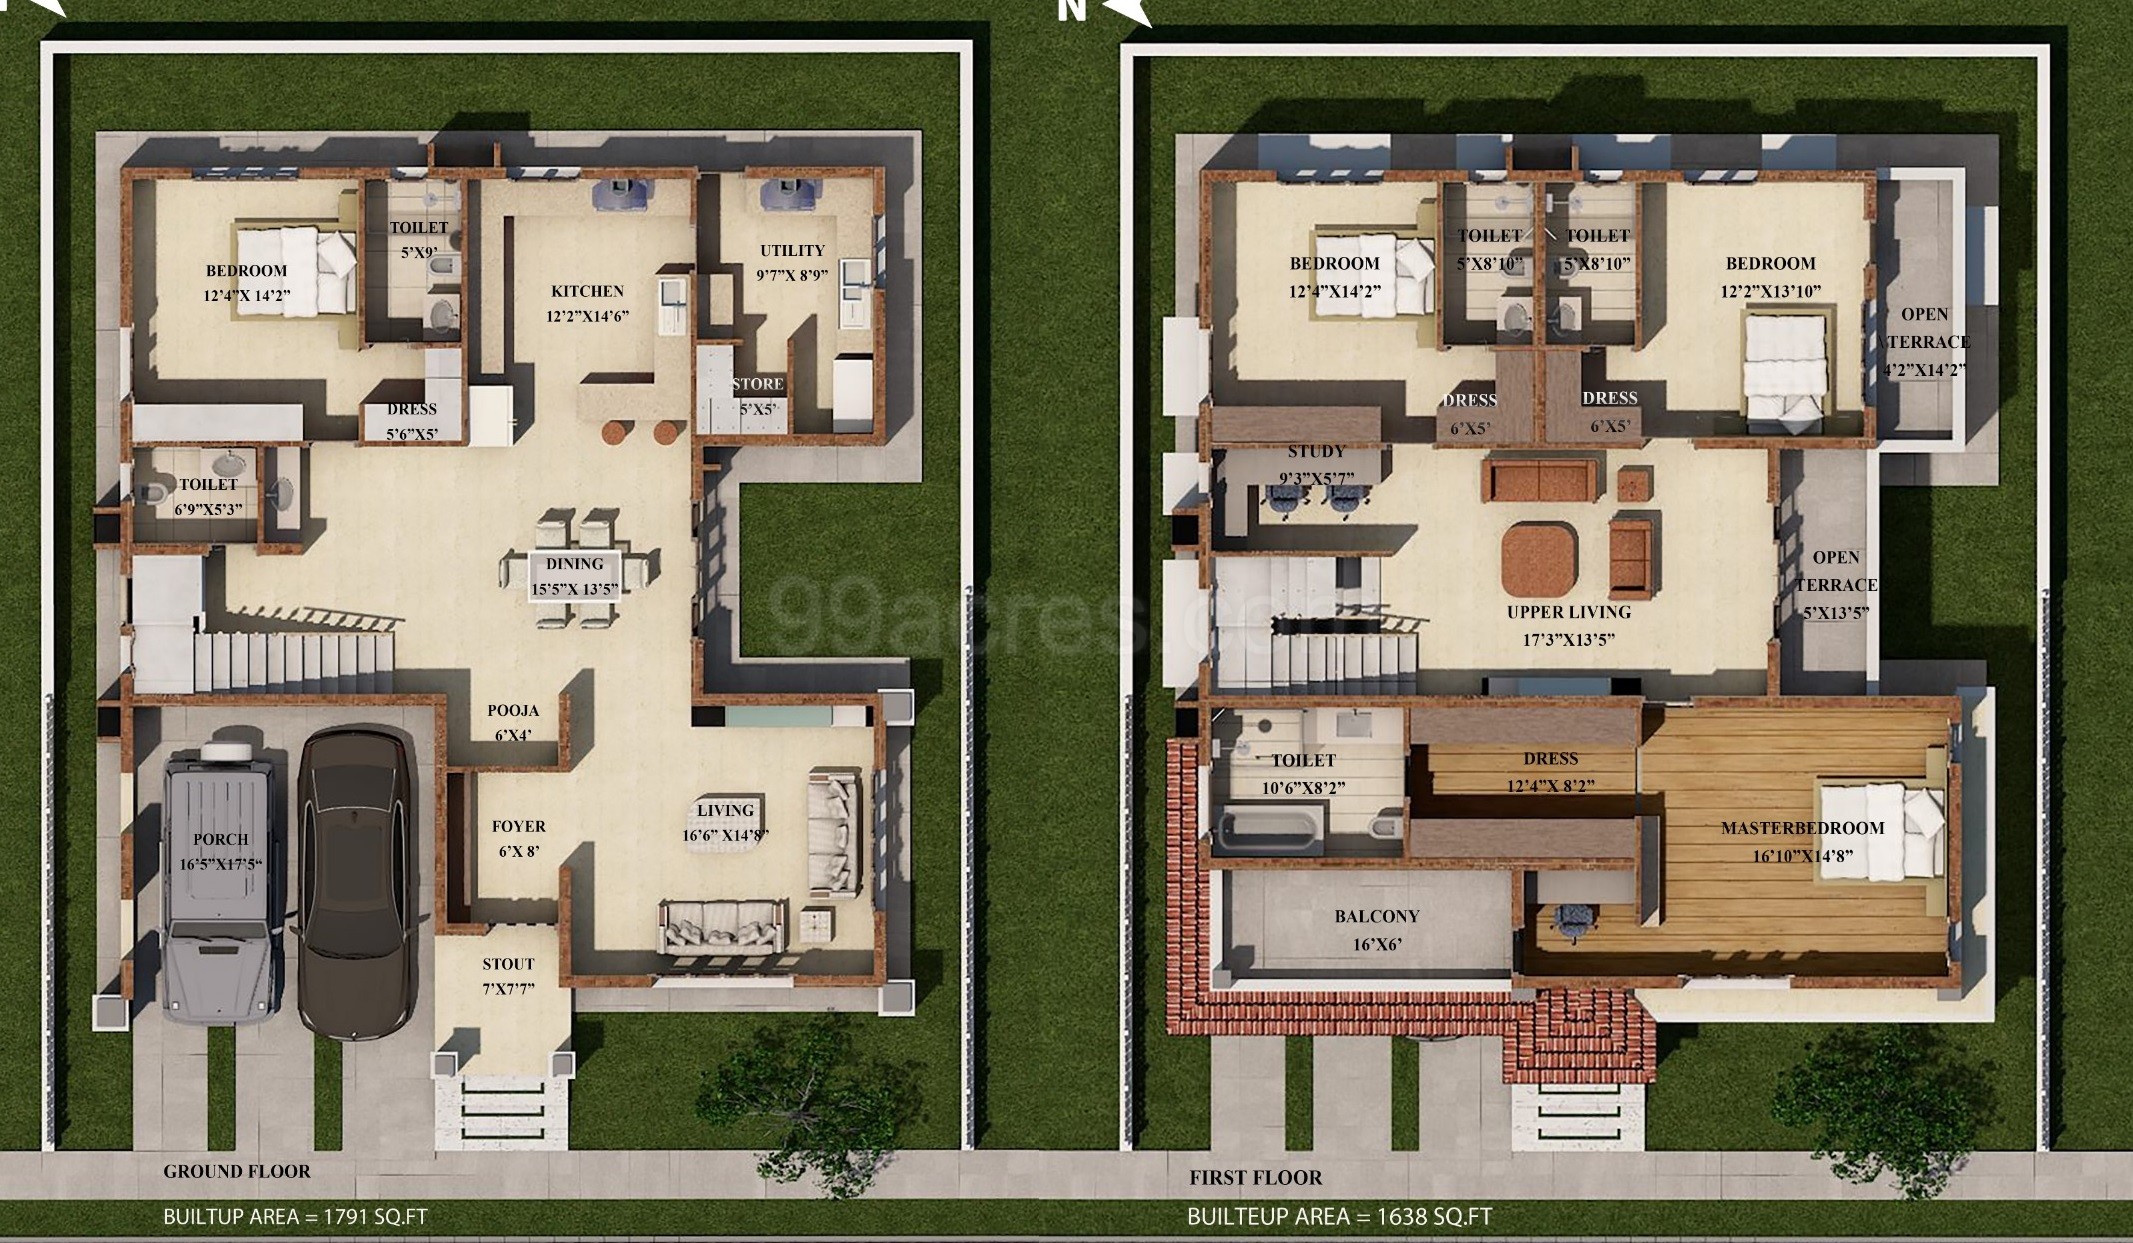 N
BEDROOM
12'4"X 14'2"
TOILET
5'X9'
KITCHEN
12'2"X14'6"
UTILITY
9'7"X 8'9"
STORE
5'X5'
DRESS
5'6"X5'
TOILET
6'9"X5'3"
DINING
15'5"X 13'5"
POOJA
6'X4'
FOYER
6'X 8'
LIVING
16'6" X14'8"
PORCH
16'5"X17'5"
STOUT
7'X7'7"
GROUND FLOOR
BUILTUP AREA = 1791 SQ.FT
N
BEDROOM
12'4"X14'2"
TOILET
5'X8'10"
TOILET
5'X8'10"
BEDROOM
12'2"X13'10"
OPEN
TERRACE
4'2"X14'2"
DRESS
6'X5'
DRESS
6'X5'
STUDY
9'3"X5'7"
UPPER LIVING
17'3"X13'5"
OPEN
TERRACE
5'X13'5"
TOILET
10'6"X8'2"
DRESS
12'4"X 8'2"
MASTERBEDROOM
16'10"X14'8"
BALCONY
16'X6'
FIRST FLOOR
BUILTEUP AREA = 1638 SQ.FT
99acres.com